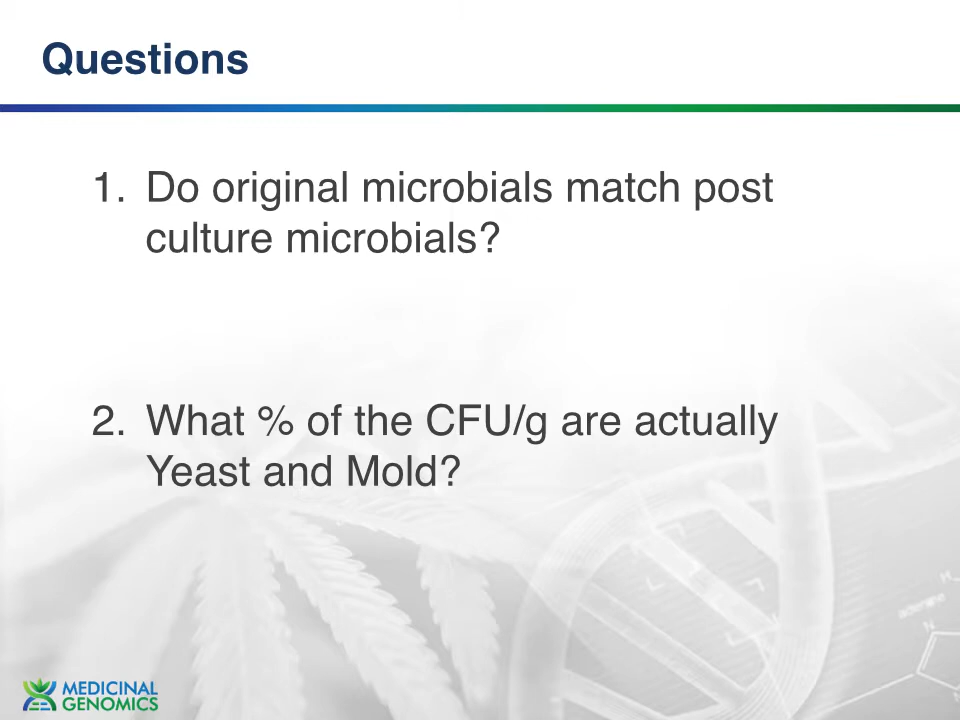 Questions
1. Do original microbials match post
culture microbials?
2. What % of the CFU/g are actually
Yeast and Mold?
adenine
MEDICINAL
GENOMICS